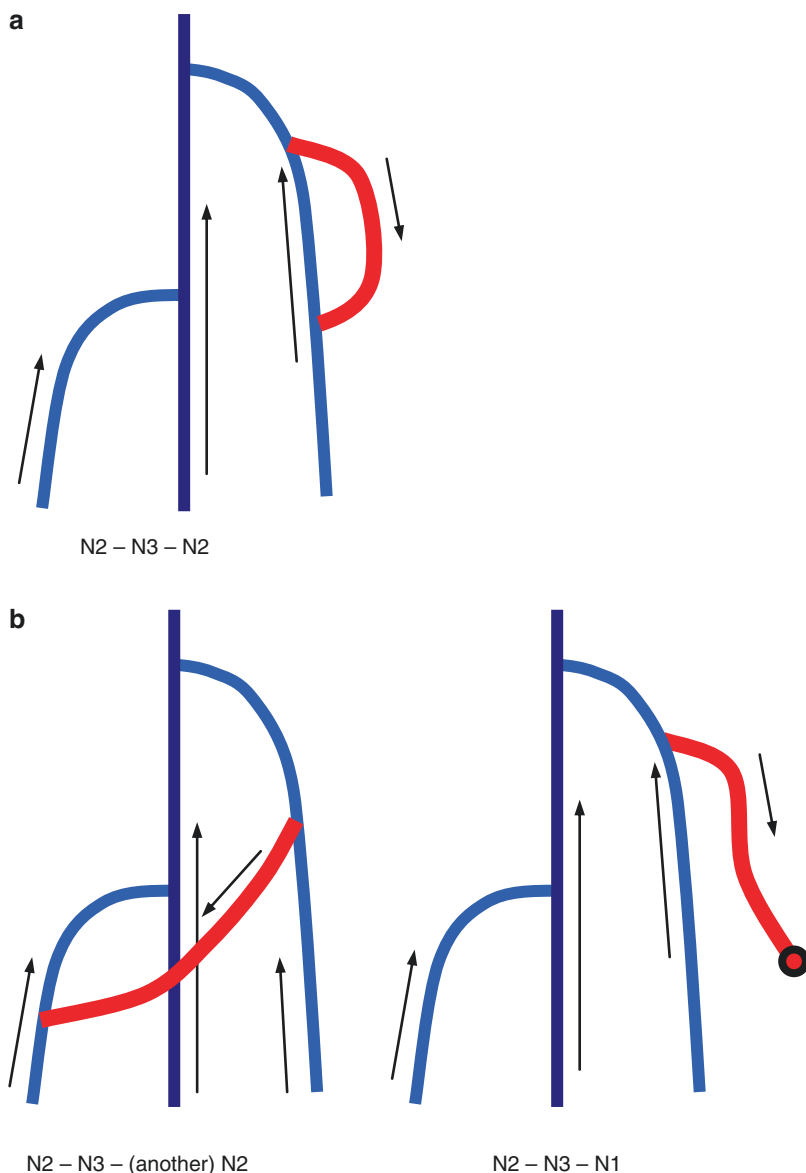 a
N2 – N3 – N2
b
N2 – N3 – (another) N2
N2 – N3 – N1